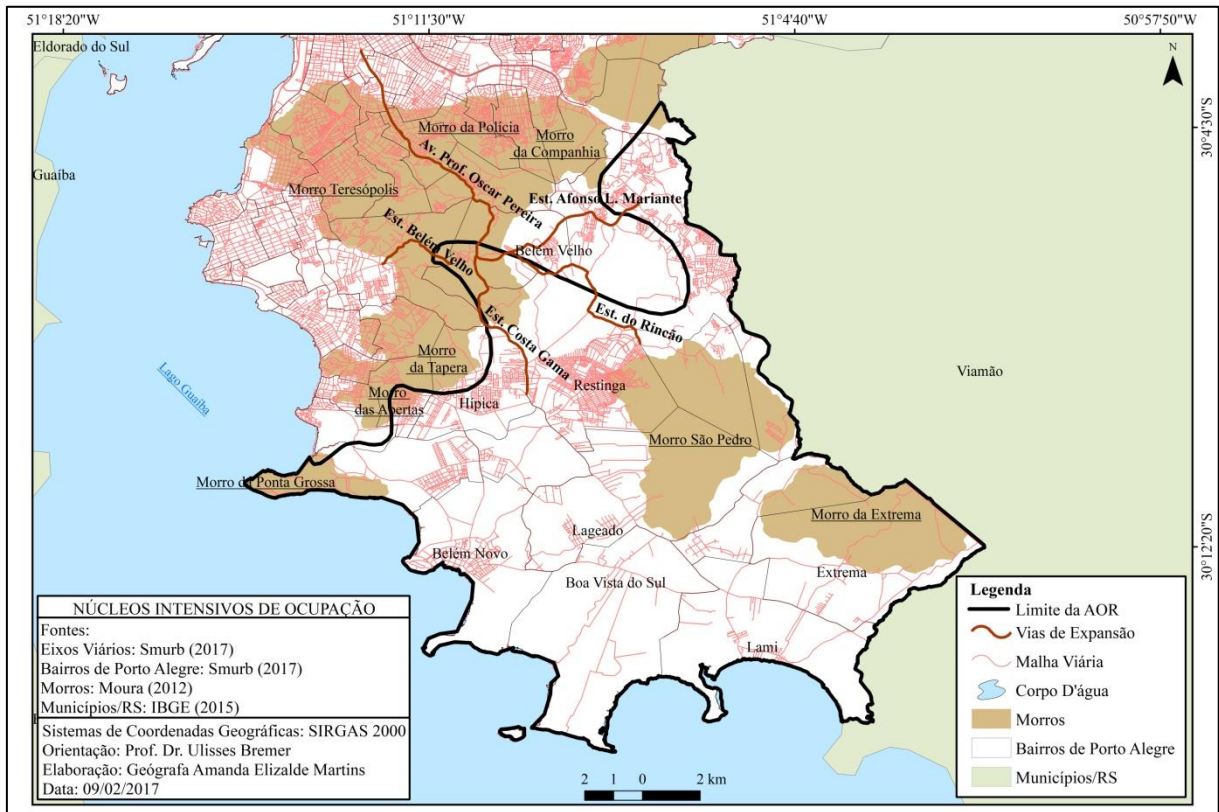 51°18'20"W
51°11'30"W
51°4'40"W
50°57'50"W
Eldorado do Sul
N
30°4'30"S
Morro da Polícia
Morro
da Companhia
Av. Prof. Oscar Pereira
Guaíba
Morro Teresópolis
Est. Afonso L. Mariante
Est. Belém Velho
Belém Velho
Est. do Rincão
Est. Costa Gama
Lago Guaíba
Morro
da Tapera
Viamão
Restinga
Morro
das Abertas
Hípica
Morro São Pedro
Morro da Ponta Grossa
Morro da Extrema
Lageado
30°12'20"S
Belém Novo
Boa Vista do Sul
Extrema
Lami
NÚCLEOS INTENSIVOS DE OCUPAÇÃO
Fontes:
Eixos Viários: Smurb (2017)
Bairros de Porto Alegre: Smurb (2017)
Morros: Moura (2012)
Municípios/RS: IBGE (2015)
Sistemas de Coordenadas Geográficas: SIRGAS 2000
Orientação: Prof. Dr. Ulisses Bremer
Elaboração: Geógrafa Amanda Elizalde Martins
Data: 09/02/2017
2 1 0 2 km
Legenda
Limite da AOR
Vias de Expansão
Malha Viária
Corpo D'água
Morros
Bairros de Porto Alegre
Municípios/RS